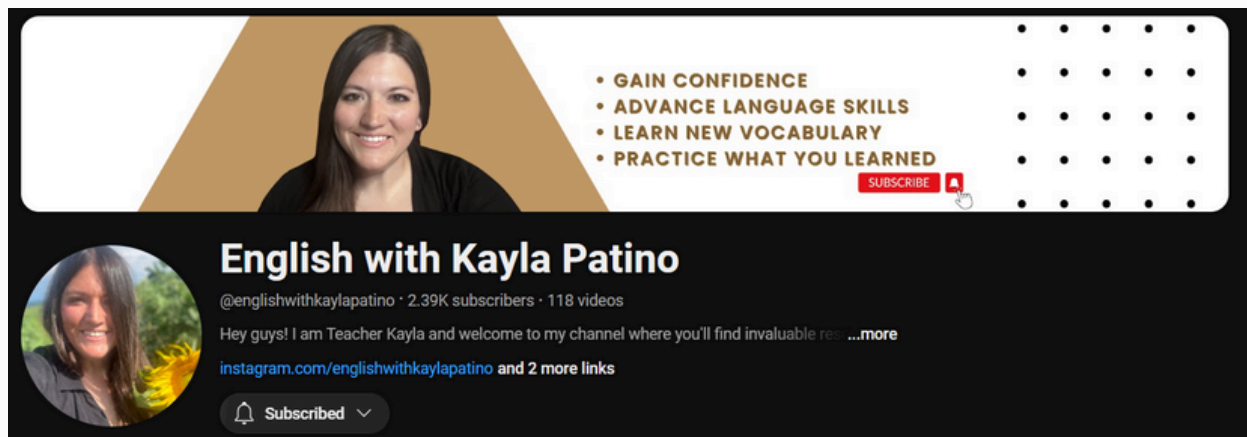 • GAIN CONFIDENCE
• ADVANCE LANGUAGE SKILLS
• LEARN NEW VOCABULARY
• PRACTICE WHAT YOU LEARNED
SUBSCRIBE
English with Kayla Patino
@englishwithkaylapatino · 2.39K subscribers · 118 videos
Hey guys! I am Teacher Kayla and welcome to my channel where you'll find invaluable res ...more
instagram.com/englishwithkaylapatino and 2 more links
Subscribed